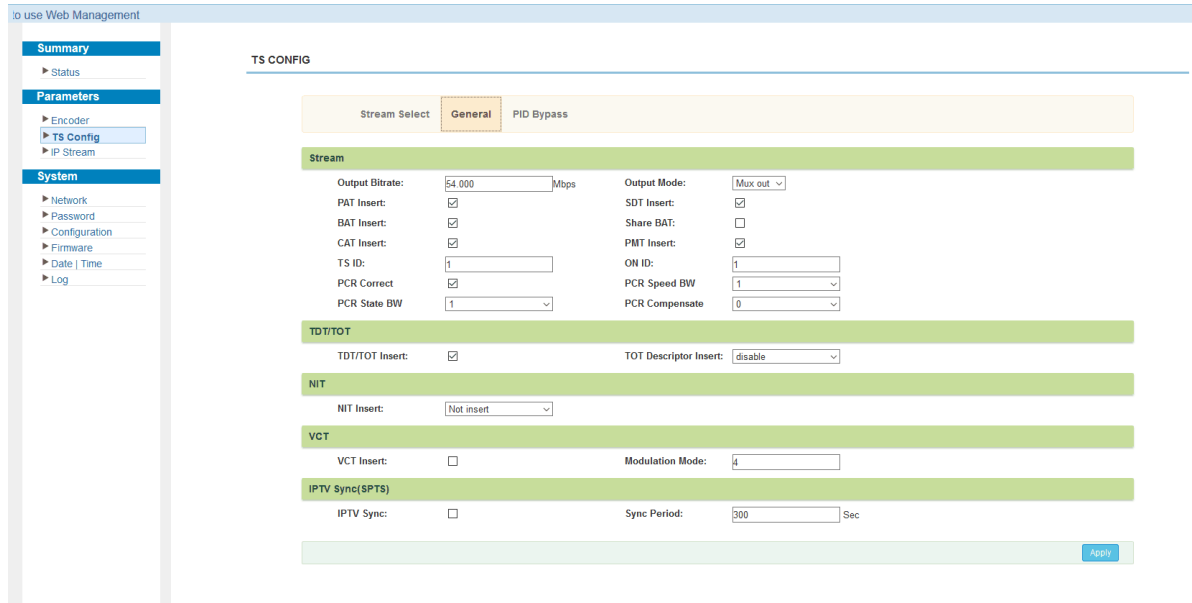 to use Web Management
Summary
Status
Parameters
Encoder
TS Config
IP Stream
System
Network
Password
Configuration
Firmware
Date | Time
Log
TS CONFIG
Stream Select General PID Bypass
Stream
Output Bitrate: 54.000 Mbps Output Mode: Mux out
PAT Insert: SDT Insert:
BAT Insert: Share BAT:
CAT Insert: PMT Insert:
TS ID: 1 ON ID: 1
PCR Correct PCR Speed BW 1
PCR State BW 1 PCR Compensate 0
TDT/TOT
TDT/TOT Insert: TOT Descriptor Insert: disable
NIT
NIT Insert: Not insert
VCT
VCT Insert: Modulation Mode: 4
IPTV Sync(SPTS)
IPTV Sync: Sync Period: 300 Sec
Apply